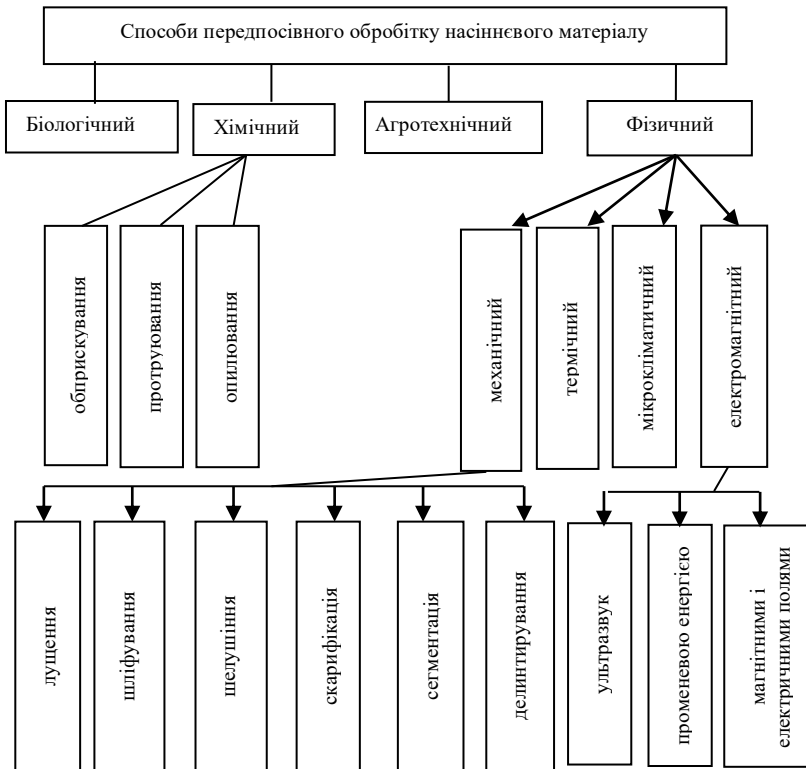 Способи передпосівного обробітку насіннєвого матеріалу
Біологічний
Хімічний
Агротехнічний
Фізичний
обприскування
протруювання
опилювання
механічний
термічний
мікрокліматичний
електромагнітний
лущення
шліфування
шелушіння
скарифікація
сегментація
делинтирування
ультразвук
променевою енергією
магнітними і
електричними полями